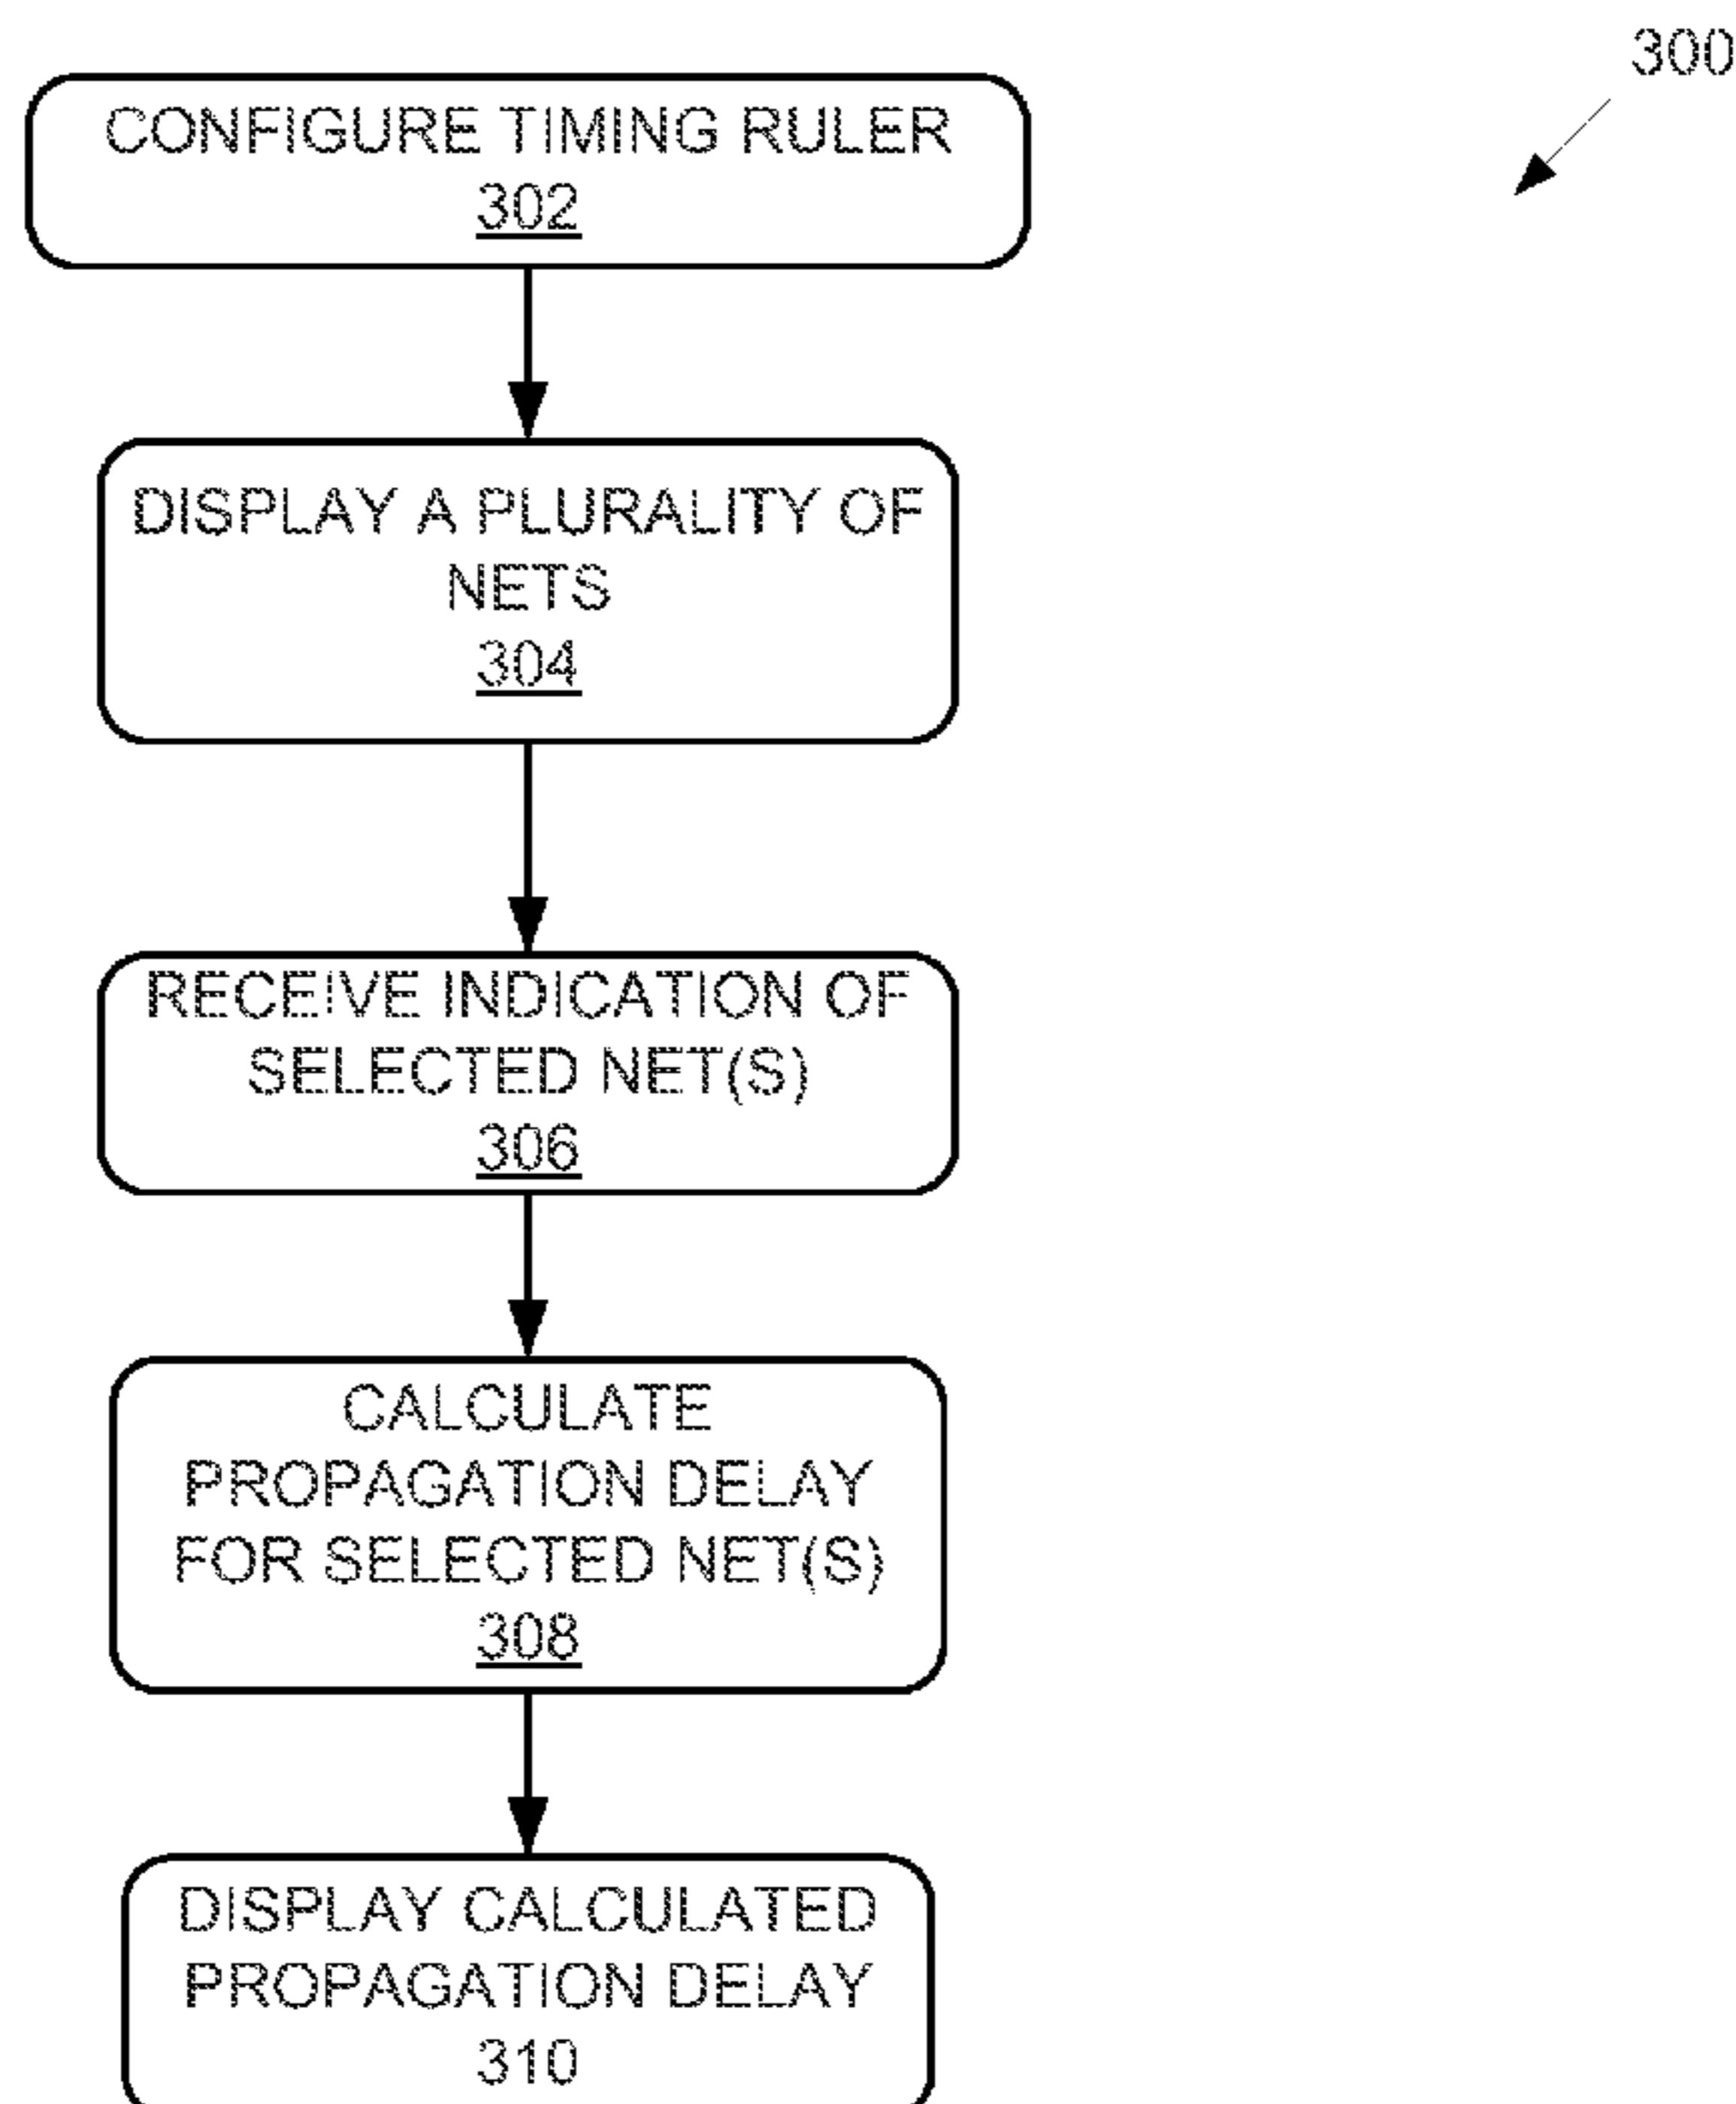 300
CONFIGURE TIMING RULER
302
DISPLAY A PLURALITY OF
NETS
304
RECEIVE INDICATION OF
SELECTED NET(S)
306
CALCULATE
PROPAGATION DELAY
FOR SELECTED NET(S)
308
DISPLAY CALCULATED
PROPAGATION DELAY
310